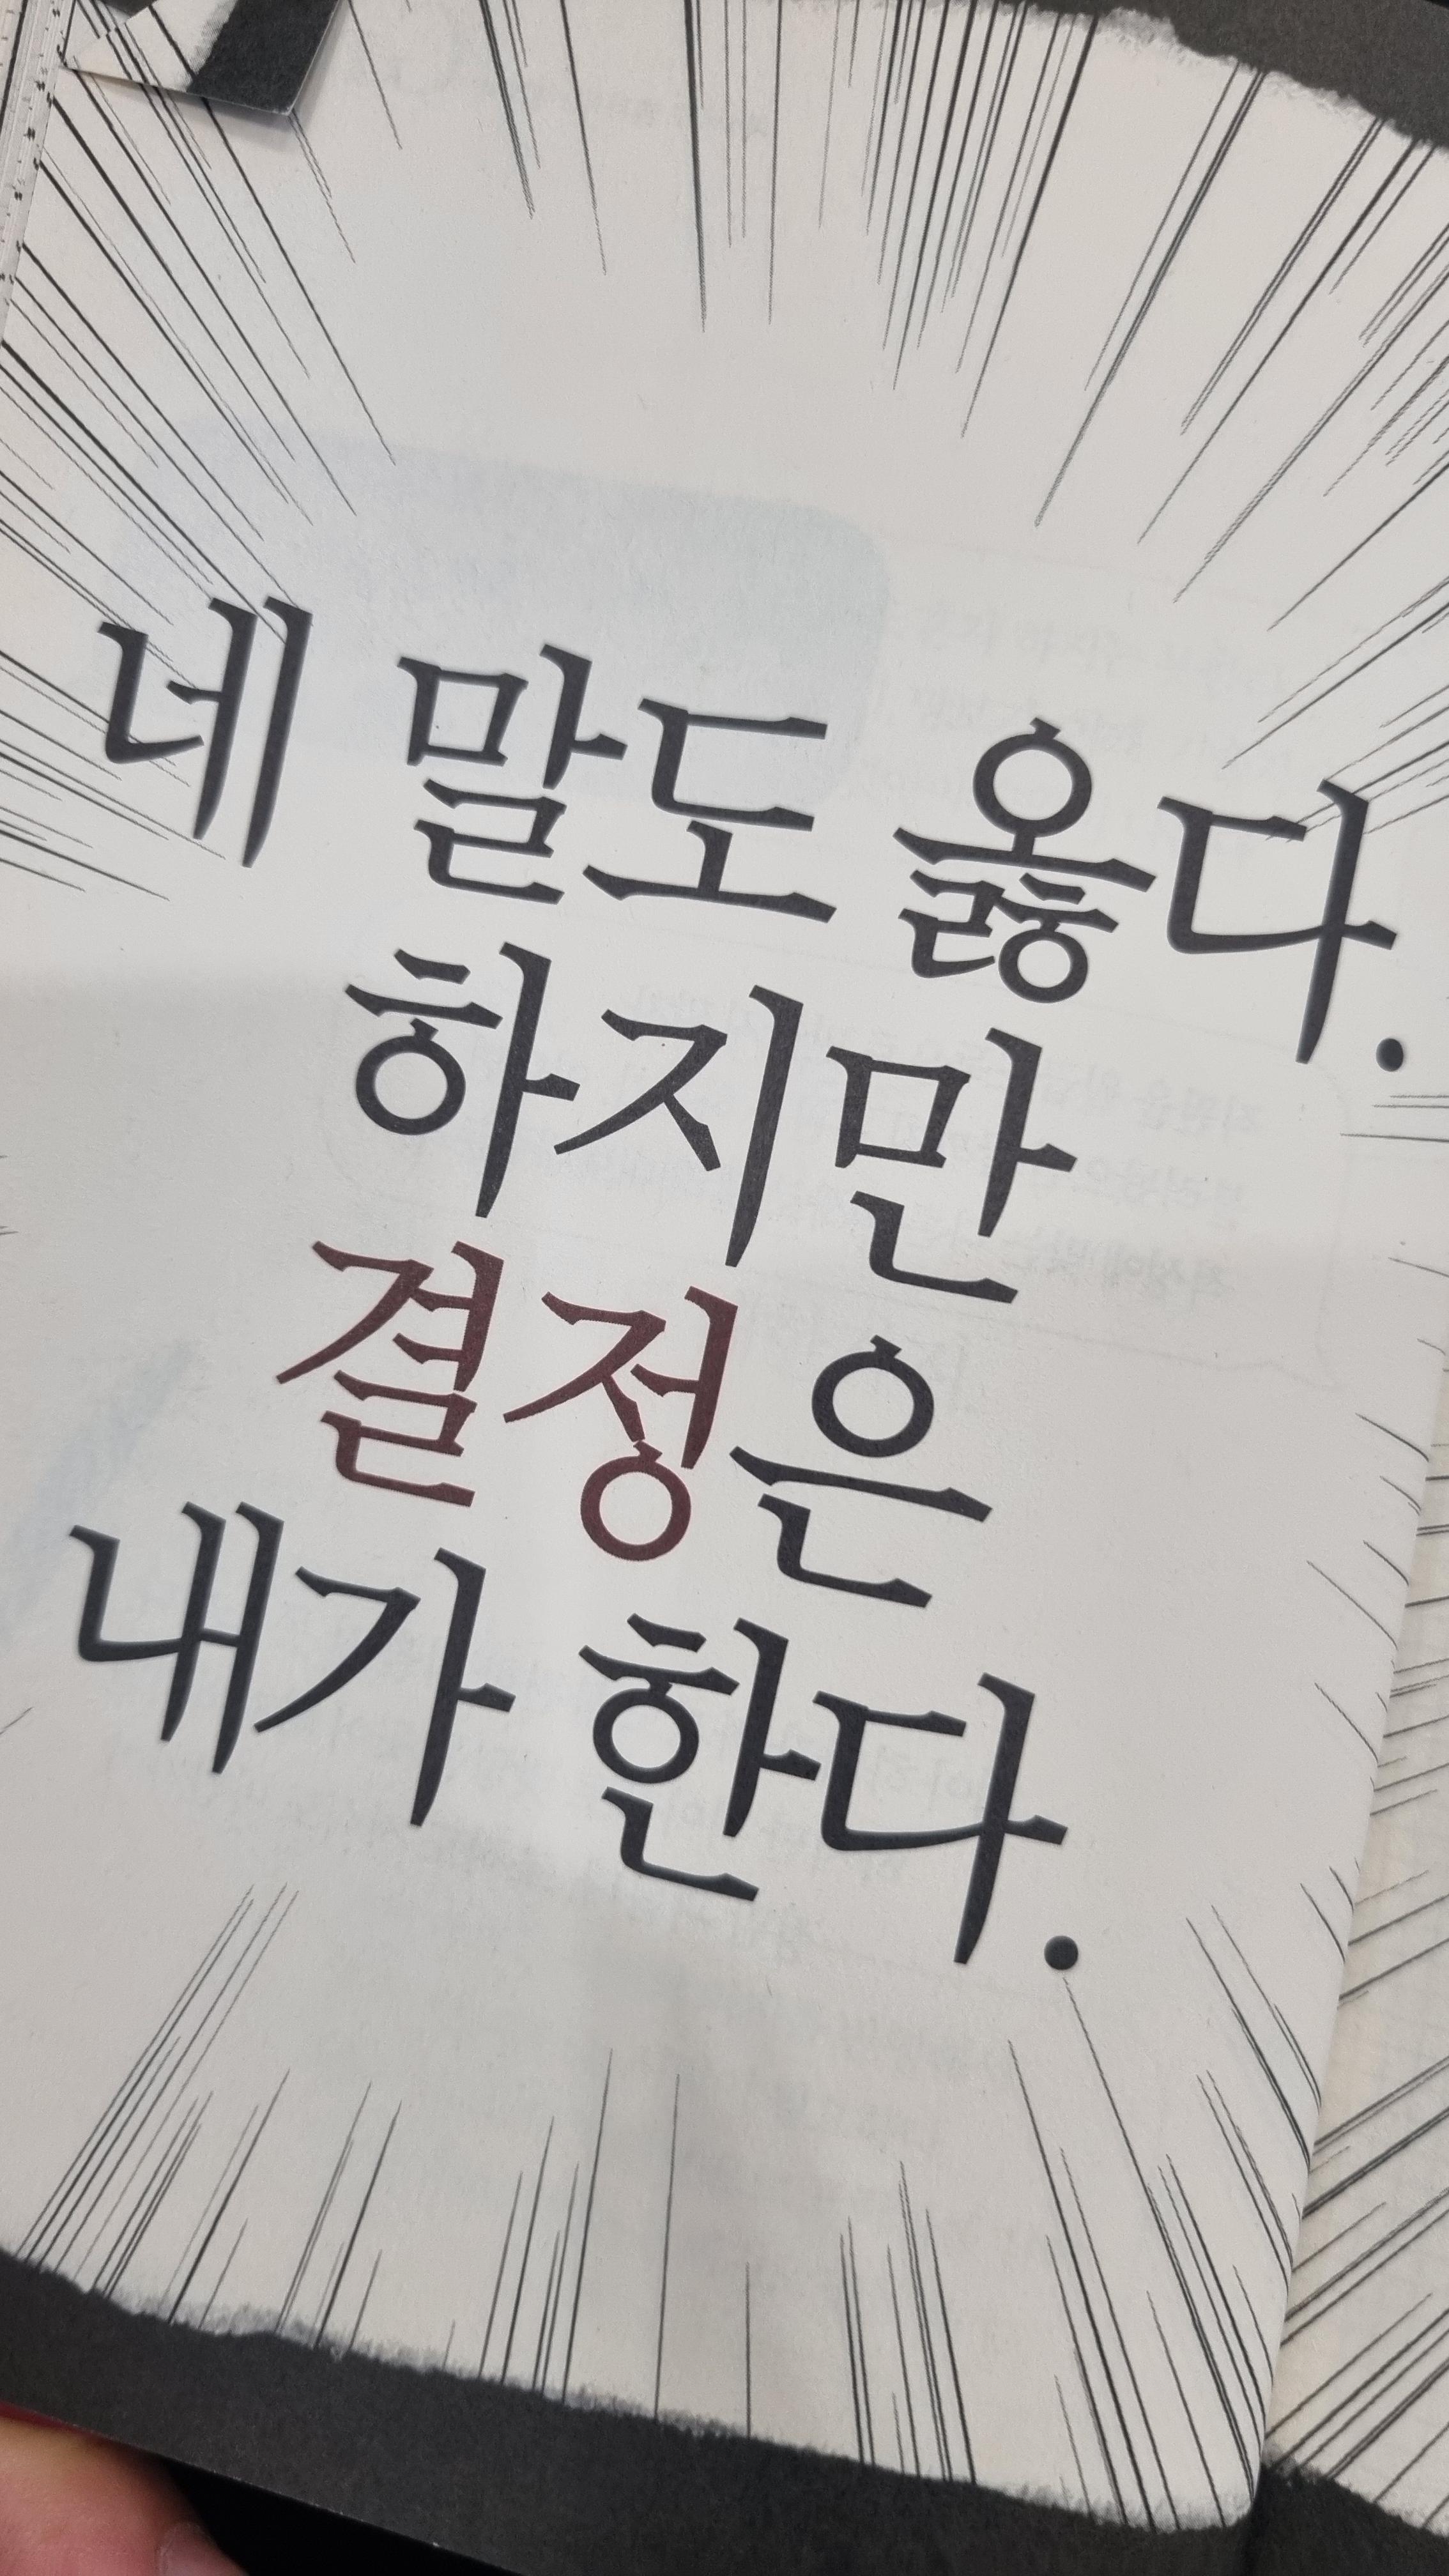 네 말도 옳다.
하지만
결정은
내가 한다.